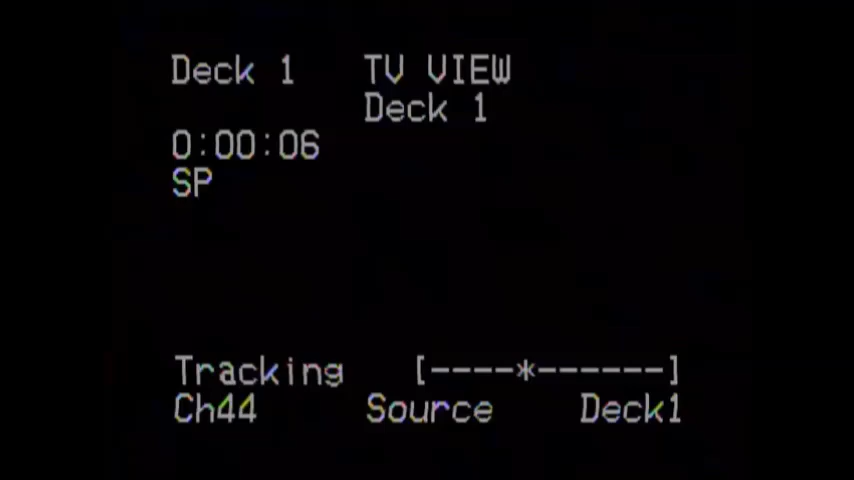 Deck 1 TV VIEW
Deck 1
0:00:06
SP
Tracking [----*------]
Ch44 Source Deck1